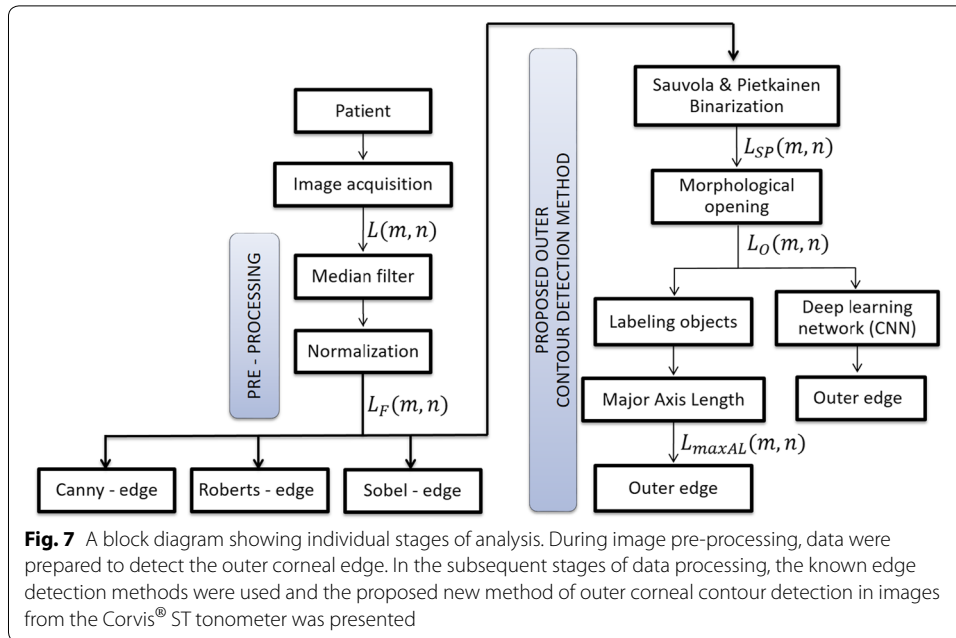 Patient
Image acquisition
L(m, n)
PRE - PROCESSING
Median filter
Normalization
L_F(m, n)
Canny - edge
Roberts - edge
Sobel - edge
PROPOSED OUTER
CONTOUR DETECTION METHOD
Sauvola & Pietkainen
Binarization
L_{SP}(m, n)
Morphological
opening
L_O(m, n)
Labeling objects
Major Axis Length
L_{maxAL}(m, n)
Outer edge
Deep learning
network (CNN)
Outer edge
Fig. 7 A block diagram showing individual stages of analysis. During image pre-processing, data were
prepared to detect the outer corneal edge. In the subsequent stages of data processing, the known edge
detection methods were used and the proposed new method of outer corneal contour detection in images
from the Corvis® ST tonometer was presented